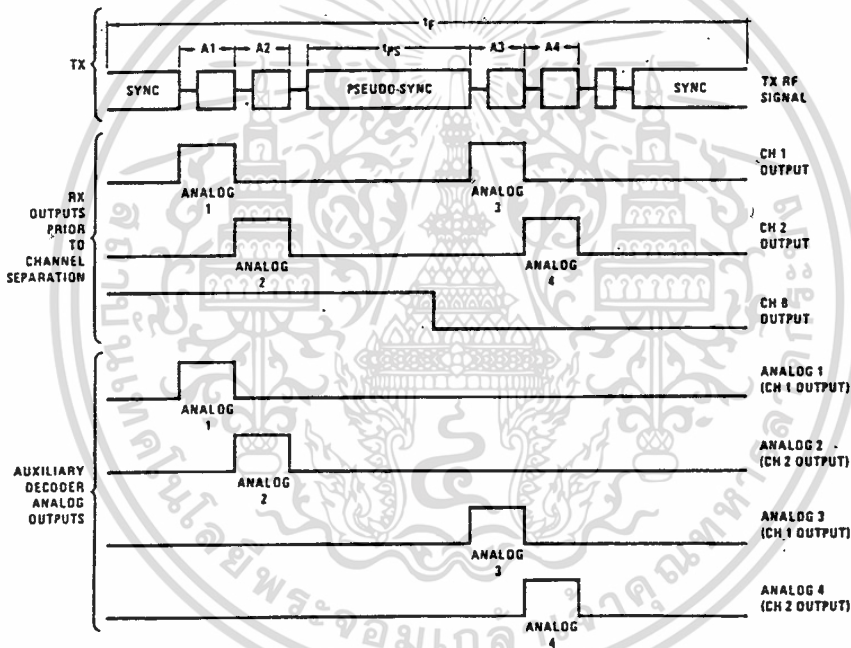 tF
A1 A2 tPS A3 A4
TX
SYNC PSEUDO-SYNC SYNC
TX RF
SIGNAL
CH 1
OUTPUT
ANALOG
1
ANALOG
3
RX
OUTPUTS
PRIOR
TO
CHANNEL
SEPARATION
CH 2
OUTPUT
ANALOG
2
ANALOG
4
CH 8
OUTPUT
ANALOG 1
(CH 1 OUTPUT)
ANALOG
1
AUXILIARY
DECODER
ANALOG
OUTPUTS
ANALOG 2
(CH 2 OUTPUT)
ANALOG
2
ANALOG 3
(CH 1 OUTPUT)
ANALOG
3
ANALOG 4
(CH 2 OUTPUT)
ANALOG
4